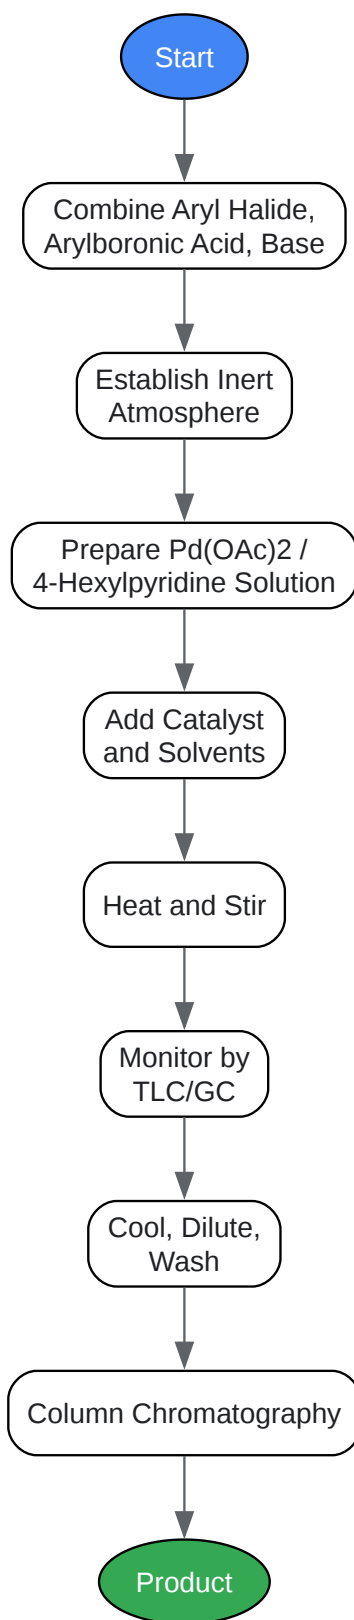 Start
Combine Aryl Halide,
Arylboronic Acid, Base
Establish Inert
Atmosphere
Prepare Pd(OAc)2 /
4-Hexylpyridine Solution
Add Catalyst
and Solvents
Heat and Stir
Monitor by
TLC/GC
Cool, Dilute,
Wash
Column Chromatography
Product